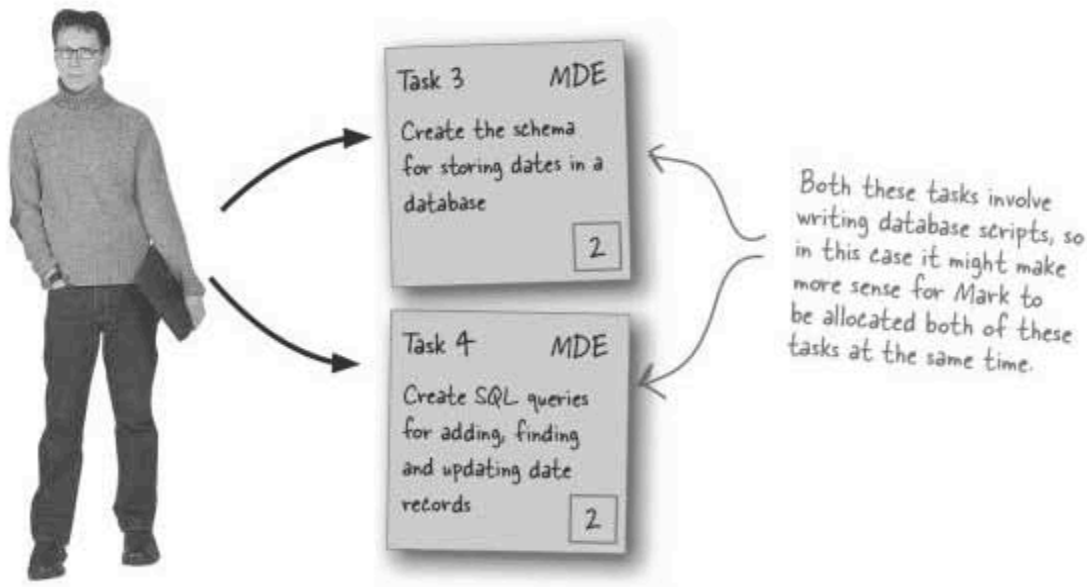 Task 3 MDE
Create the schema
for storing dates in a
database
2
Task 4 MDE
Create SQL queries
for adding, finding
and updating date
records
2
Both these tasks involve
writing database scripts, so
in this case it might make
more sense for Mark to
be allocated both of these
tasks at the same time.